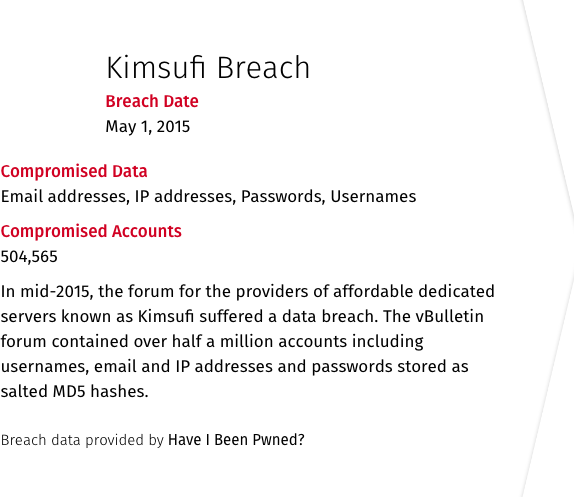 Kimsufi Breach
Breach Date
May 1, 2015
Compromised Data
Email addresses, IP addresses, Passwords, Usernames
Compromised Accounts
504,565
In mid-2015, the forum for the providers of affordable dedicated
servers known as Kimsufi suffered a data breach. The vBulletin
forum contained over half a million accounts including
usernames, email and IP addresses and passwords stored as
salted MD5 hashes.
Breach data provided by Have I Been Pwned?